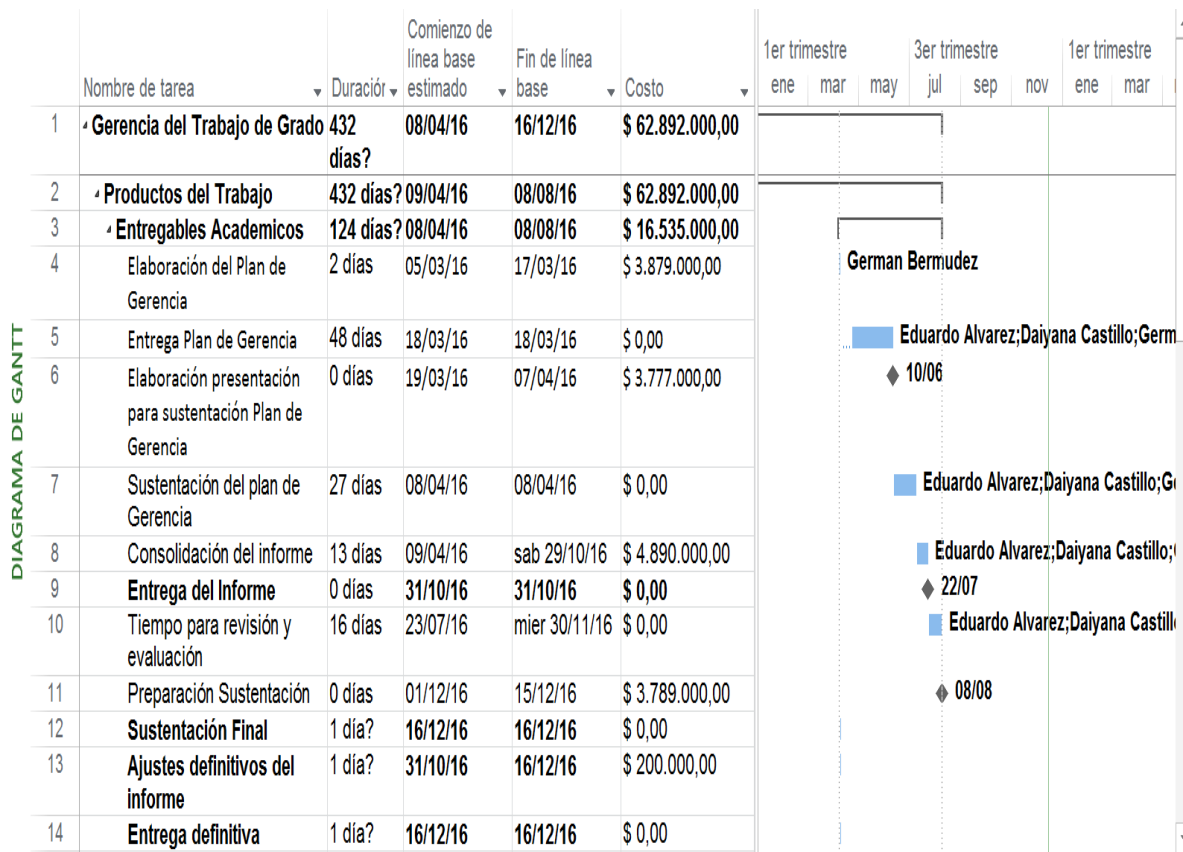 DIAGRAMA DE GANTT
Nombre de tarea Duración Comienzo de línea base estimado Fin de línea base Costo
1er trimestre 3er trimestre 1er trimestre
ene mar may jul sep nov ene mar
1 Gerencia del Trabajo de Grado 432 días? 08/04/16 16/12/16 $ 62.892.000,00
2 Productos del Trabajo 432 días? 09/04/16 08/08/16 $ 62.892.000,00
3 Entregables Academicos 124 días? 08/04/16 08/08/16 $ 16.535.000,00
4 Elaboración del Plan de Gerencia 2 días 05/03/16 17/03/16 $ 3.879.000,00 German Bermudez
5 Entrega Plan de Gerencia 48 días 18/03/16 18/03/16 $ 0,00 Eduardo Alvarez;Daiyana Castillo;Germ
6 Elaboración presentación para sustentación Plan de Gerencia 0 días 19/03/16 07/04/16 $ 3.777.000,00 10/06
7 Sustentación del plan de Gerencia 27 días 08/04/16 08/04/16 $ 0,00 Eduardo Alvarez;Daiyana Castillo;Ge
8 Consolidación del informe 13 días 09/04/16 sab 29/10/16 $ 4.890.000,00 Eduardo Alvarez;Daiyana Castillo;
9 Entrega del Informe 0 días 31/10/16 31/10/16 $ 0,00 22/07
10 Tiempo para revisión y evaluación 16 días 23/07/16 mier 30/11/16 $ 0,00 Eduardo Alvarez;Daiyana Castill
11 Preparación Sustentación 0 días 01/12/16 15/12/16 $ 3.789.000,00 08/08
12 Sustentación Final 1 día? 16/12/16 16/12/16 $ 0,00
13 Ajustes definitivos del informe 1 día? 31/10/16 16/12/16 $ 200.000,00
14 Entrega definitiva 1 día? 16/12/16 16/12/16 $ 0,00